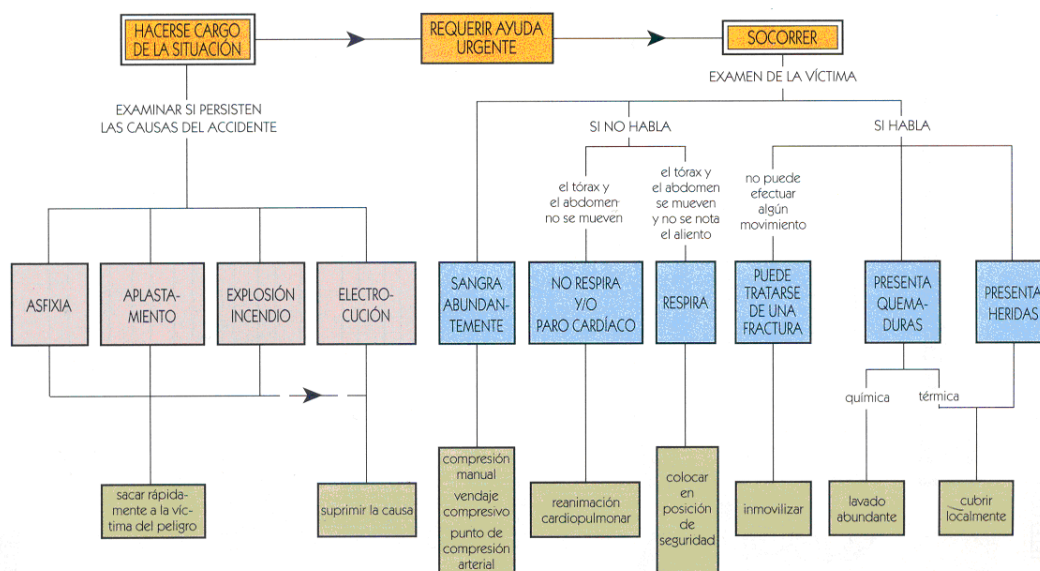 HACERSE CARGO
DE LA SITUACIÓN
REQUERIR AYUDA
URGENTE
SOCORRER
EXAMEN DE LA VÍCTIMA
EXAMINAR SI PERSISTEN
LAS CAUSAS DEL ACCIDENTE
SI NO HABLA
SI HABLA
el tórax y
el abdomen
no se mueven
el tórax y
el abdomen
se mueven
y no se nota
el aliento
no puede
efectuar
algún
movimiento
ASFIXIA
APLASTA-
MIENTO
EXPLOSIÓN
INCENDIO
ELECTRO-
CUCIÓN
SANGRA
ABUNDAN-
TEMENTE
NO RESPIRA
Y/O
PARO CARDÍACO
RESPIRA
PUEDE
TRATARSE
DE UNA
FRACTURA
PRESENTA
QUEMA-
DURAS
PRESENTA
HERIDAS
química
térmica
sacar rápida-
mente a la víc-
tima del peligro
suprimir la causa
compresión
manual
vendaje
compresivo
punto de
compresión
arterial
reanimación
cardiopulmonar
colocar
en
posición
de
seguridad
inmovilizar
lavado
abundante
cubrir
localmente